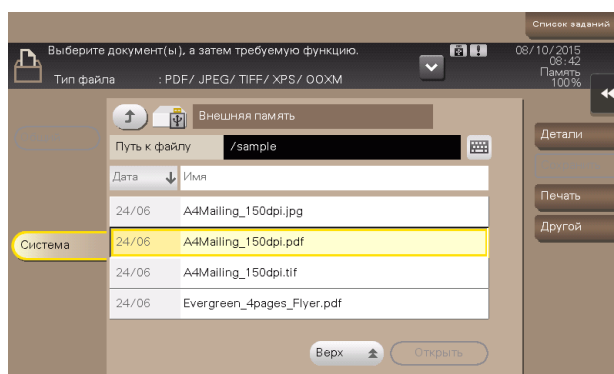 Список заданий
Выберите документ(ы), а затем требуемую функцию.
08/10/2015
08:42
Тип файла : PDF/ JPEG/ TIFF/ XPS/ OOXM
Память
100%
Внешняя память
Путь к файлу /sample
Детали
Дата Имя
Печать
24/06 A4Mailing_150dpi.jpg
Другой
Система
24/06 A4Mailing_150dpi.pdf
24/06 A4Mailing_150dpi.tif
24/06 Evergreen_4pages_Flyer.pdf
Верх Открыть